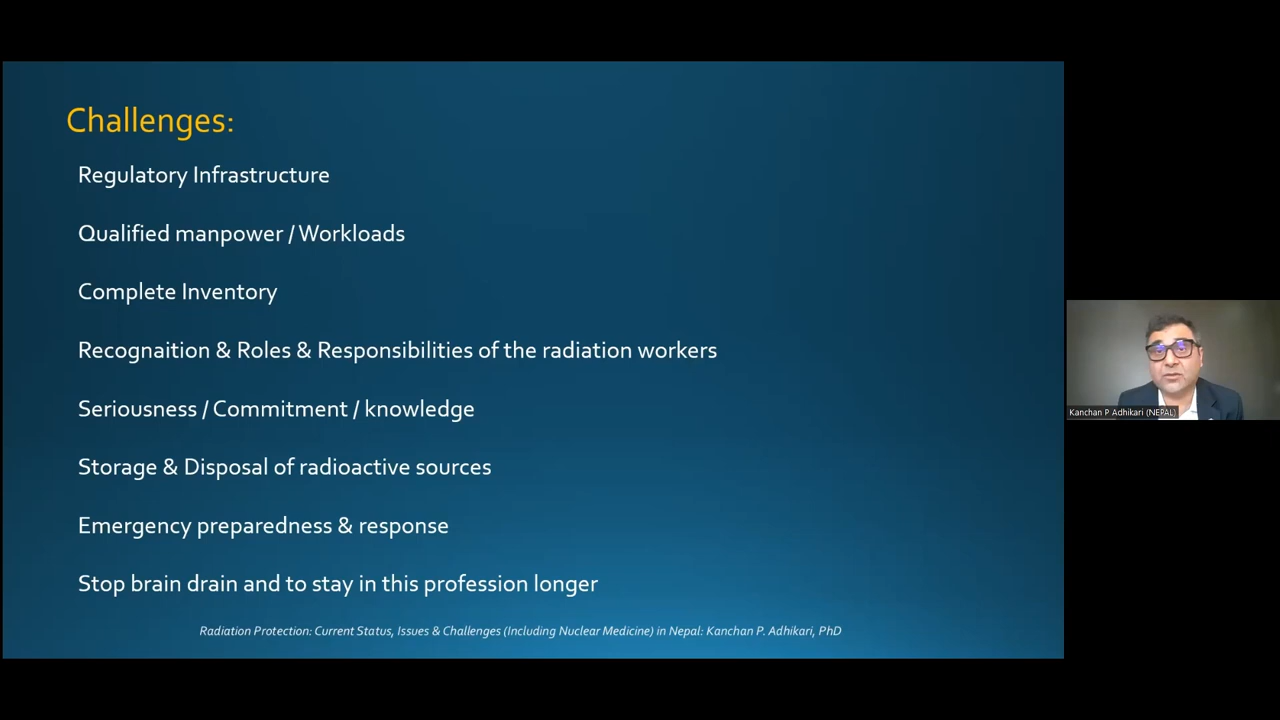 Challenges:
Regulatory Infrastructure
Qualified manpower / Workloads
Complete Inventory
Recognaition & Roles & Responsibilities of the radiation workers
Seriousness / Commitment / knowledge
Storage & Disposal of radioactive sources
Emergency preparedness & response
Stop brain drain and to stay in this profession longer
Radiation Protection: Current Status, Issues & Challenges (Including Nuclear Medicine) in Nepal: Kanchan P. Adhikari, PhD
Kanchan P Adhikari (NEPAL)